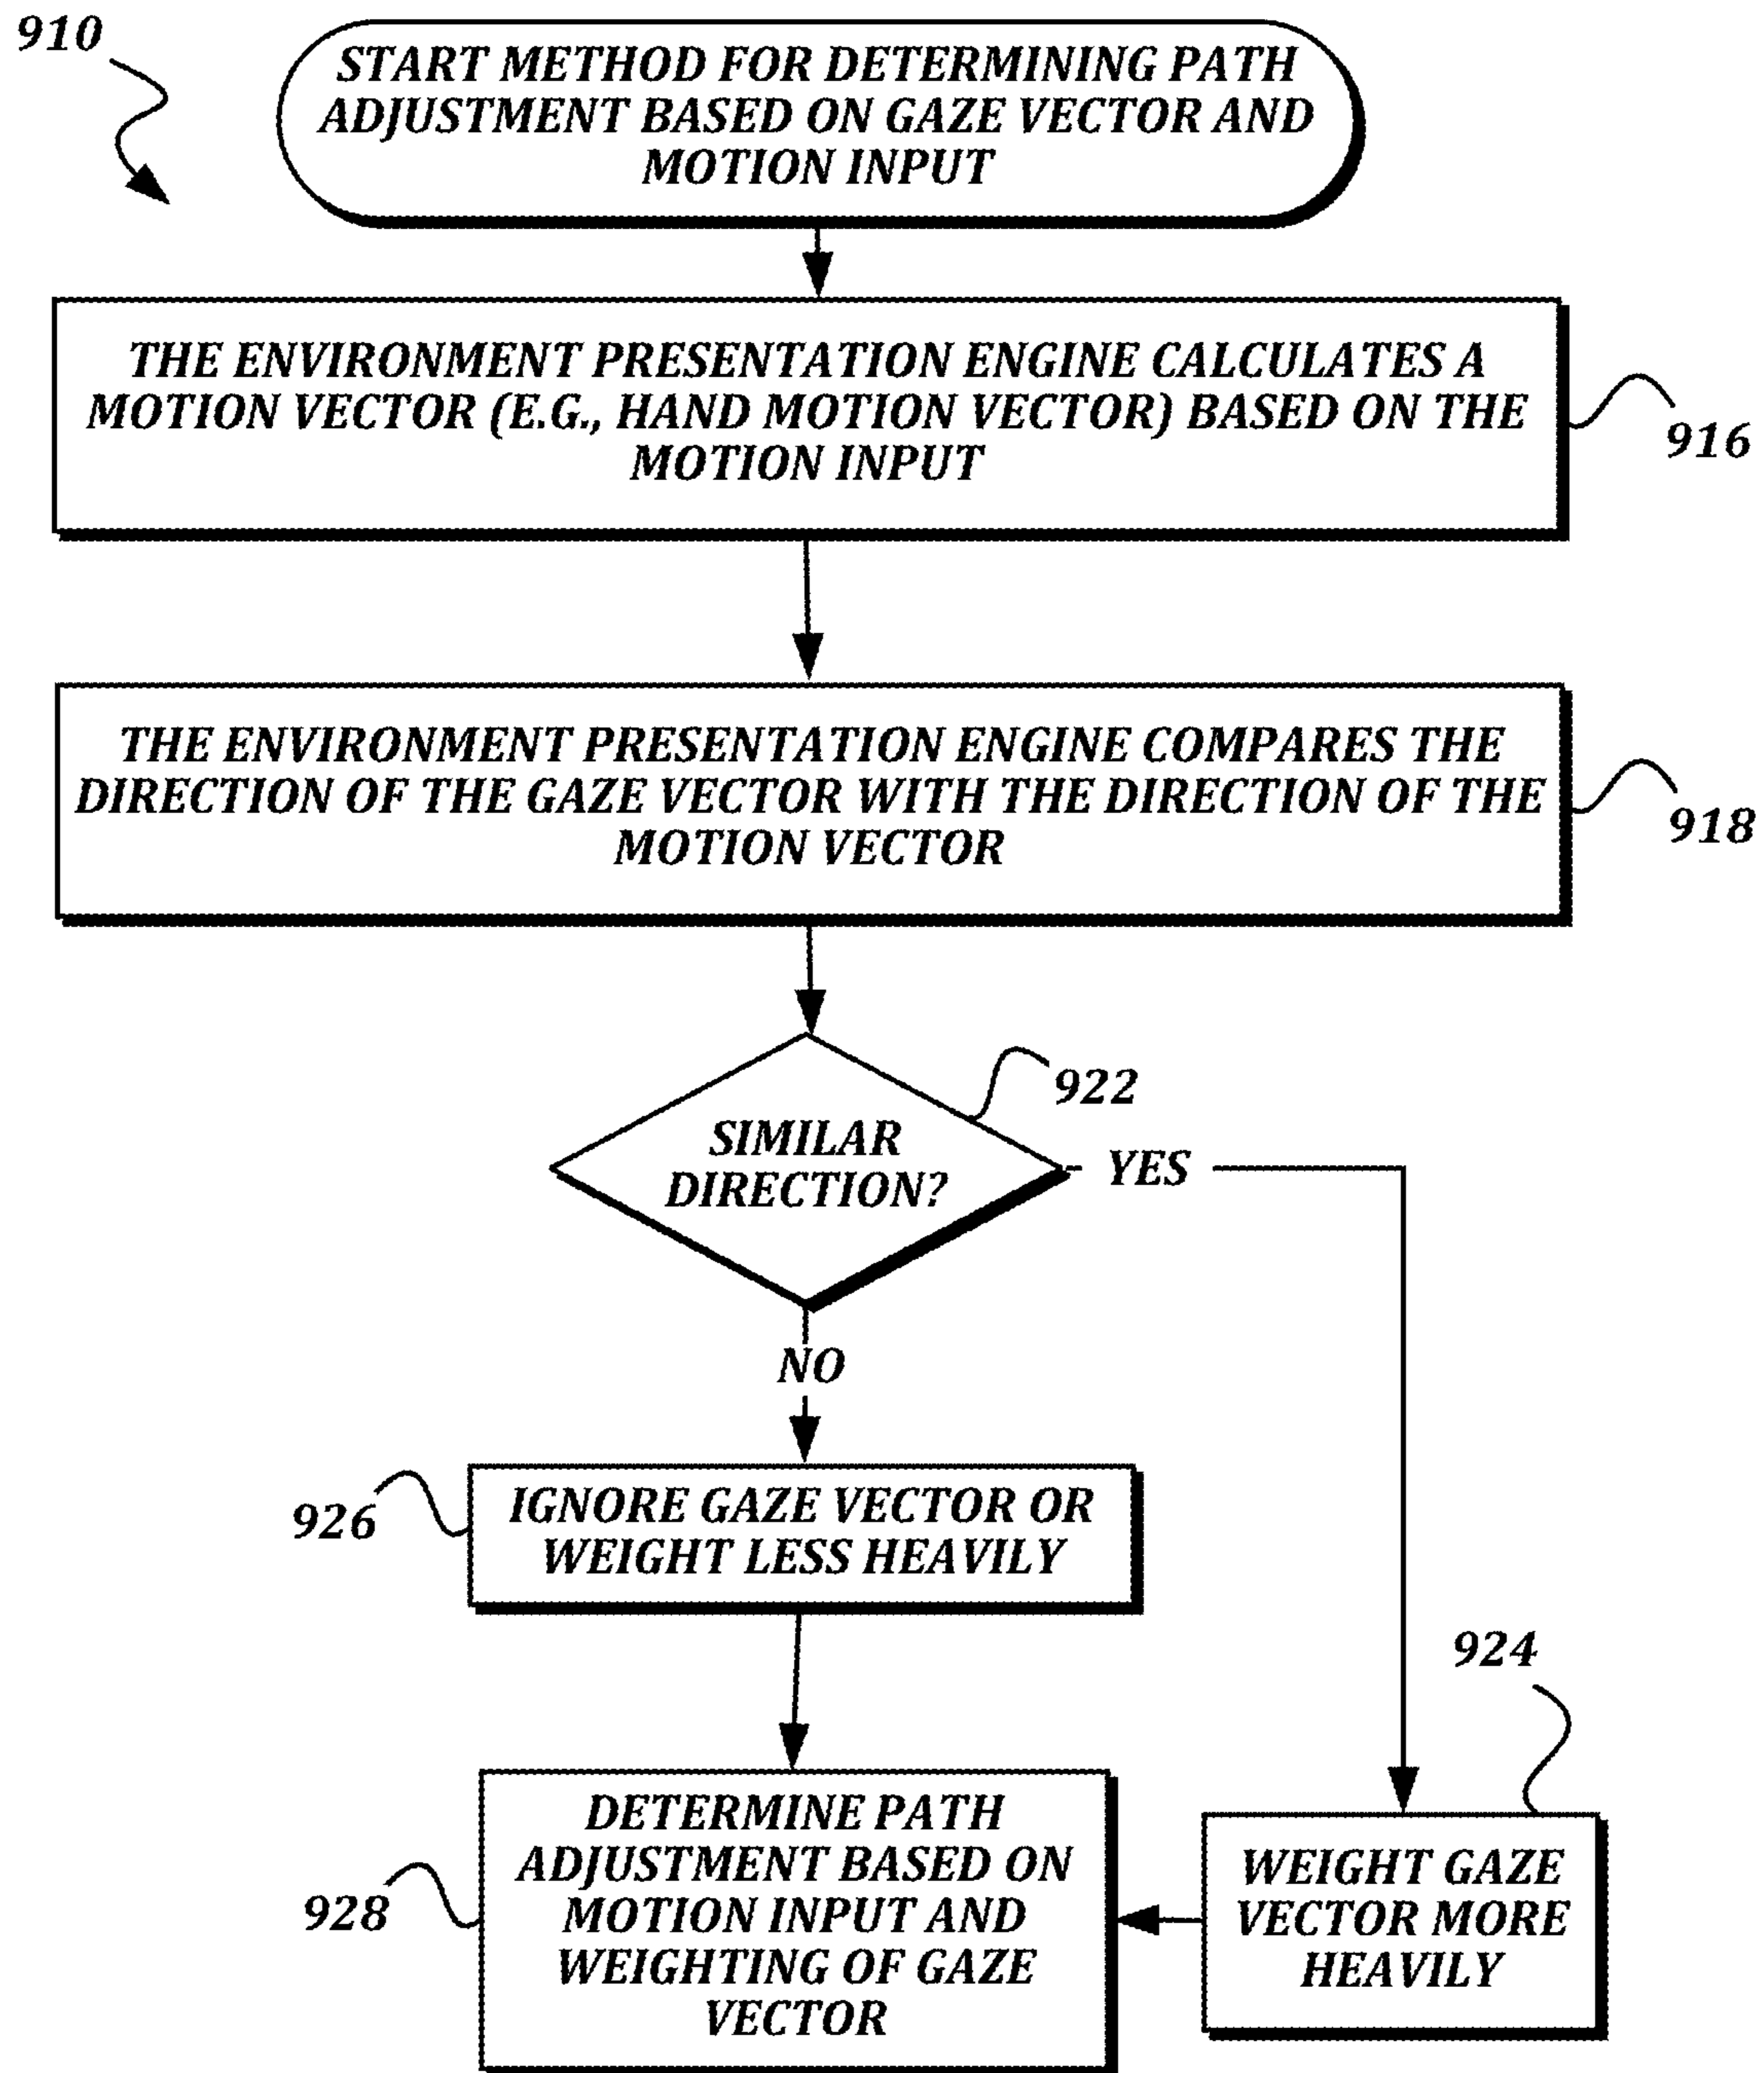 910
START METHOD FOR DETERMINING PATH
ADJUSTMENT BASED ON GAZE VECTOR AND
MOTION INPUT
THE ENVIRONMENT PRESENTATION ENGINE CALCULATES A
MOTION VECTOR (E.G., HAND MOTION VECTOR) BASED ON THE
MOTION INPUT
916
THE ENVIRONMENT PRESENTATION ENGINE COMPARES THE
DIRECTION OF THE GAZE VECTOR WITH THE DIRECTION OF THE
MOTION VECTOR
918
922
SIMILAR
DIRECTION?
YES
NO
926
IGNORE GAZE VECTOR OR
WEIGHT LESS HEAVILY
924
WEIGHT GAZE
VECTOR MORE
HEAVILY
928
DETERMINE PATH
ADJUSTMENT BASED ON
MOTION INPUT AND
WEIGHTING OF GAZE
VECTOR